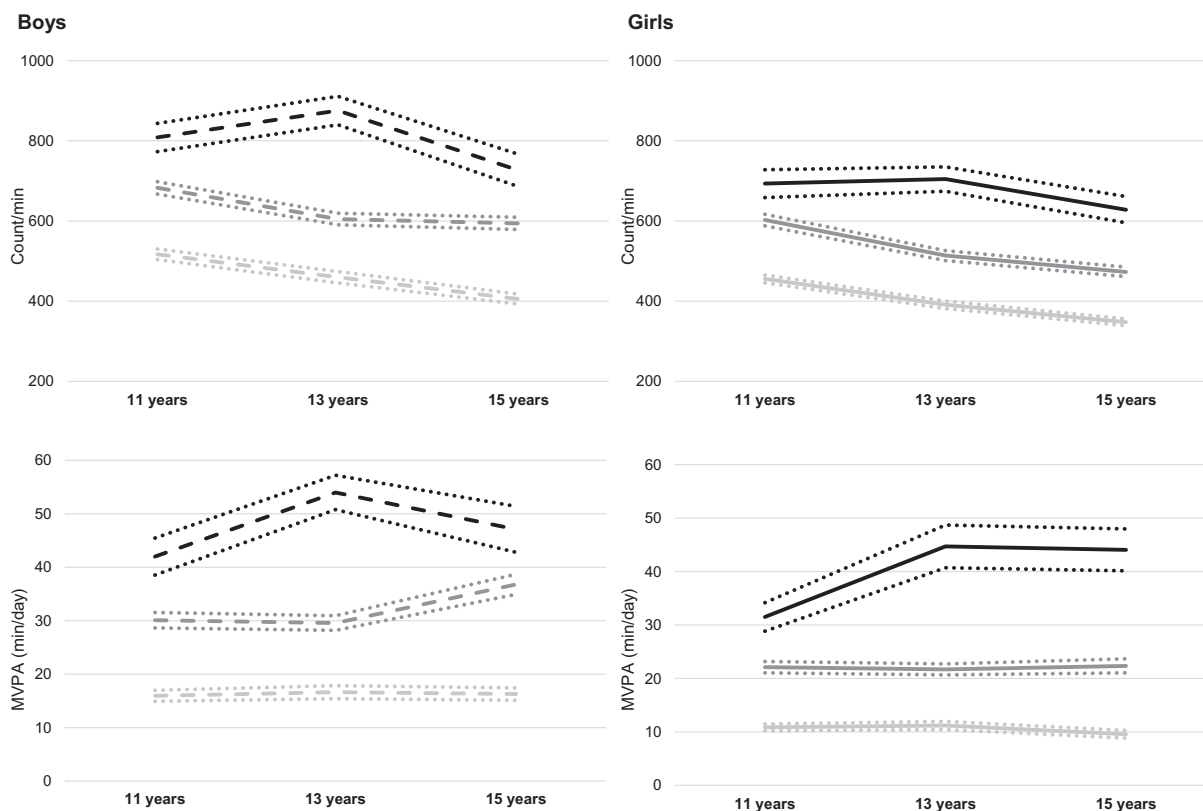 Boys
1000
800
600
400
200
Count/min
11 years
13 years
15 years
Girls
1000
800
600
400
200
Count/min
11 years
13 years
15 years
60
50
40
30
20
10
0
MVPA (min/day)
11 years
13 years
15 years
60
50
40
30
20
10
0
MVPA (min/day)
11 years
13 years
15 years